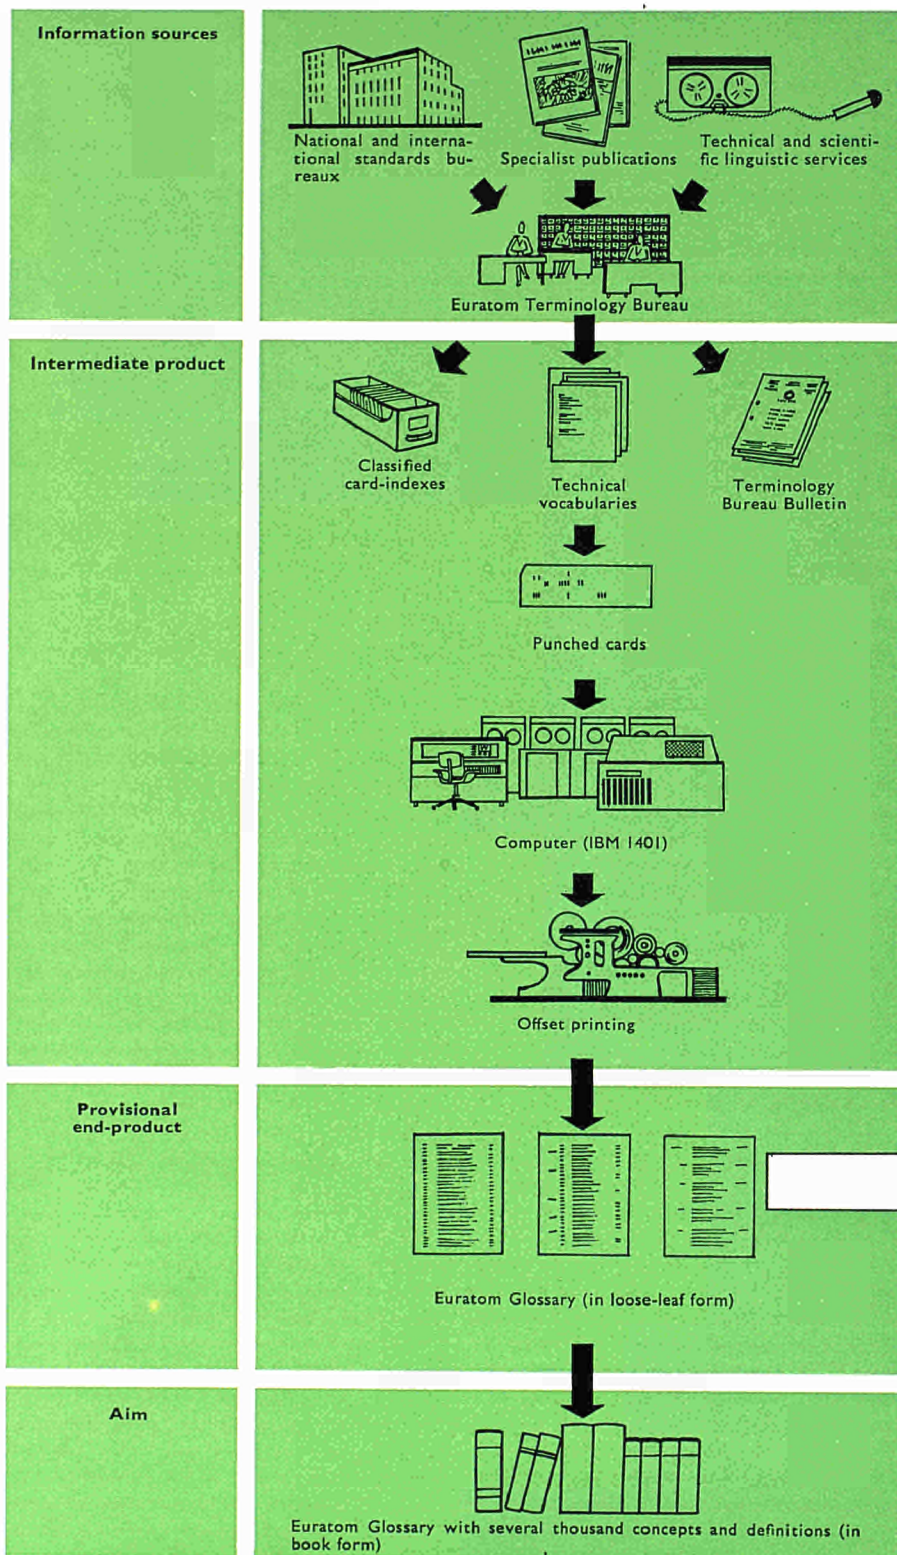 Information sources
National and interna-
tional standards bu-
reaux
Specialist publications
Technical and scienti-
fic linguistic services
Euratom Terminology Bureau
Intermediate product
Classified
card-indexes
Technical
vocabularies
Terminology
Bureau Bulletin
Punched cards
Computer (IBM 1401)
Offset printing
Provisional
end-product
Euratom Glossary (in loose-leaf form)
Aim
Euratom Glossary with several thousand concepts and definitions (in
book form)